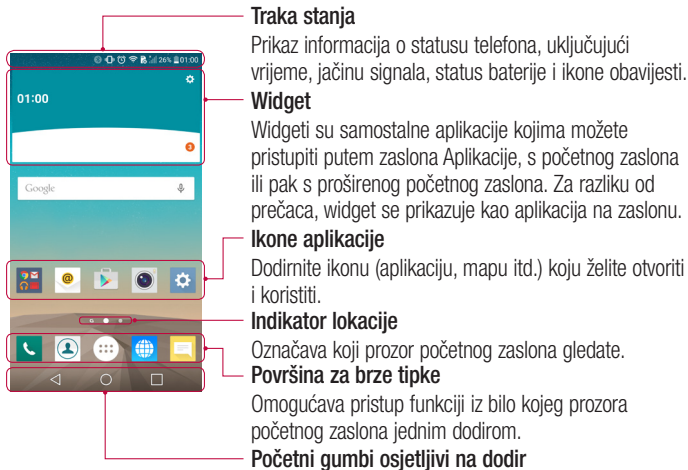 Traka stanja
Prikaz informacija o statusu telefona, uključujući
vrijeme, jačinu signala, status baterije i ikone obavijesti.
Widget
Widgeti su samostalne aplikacije kojima možete
pristupiti putem zaslona Aplikacije, s početnog zaslona
ili pak s proširenog početnog zaslona. Za razliku od
prečaca, widget se prikazuje kao aplikacija na zaslonu.
Ikone aplikacije
Dodirnite ikonu (aplikaciju, mapu itd.) koju želite otvoriti
i koristiti.
Indikator lokacije
Označava koji prozor početnog zaslona gledate.
Površina za brze tipke
Omogućava pristup funkciji iz bilo kojeg prozora
početnog zaslona jednim dodirom.
Početni gumbi osjetljivi na dodir
26% 01:00
01:00
3
Google